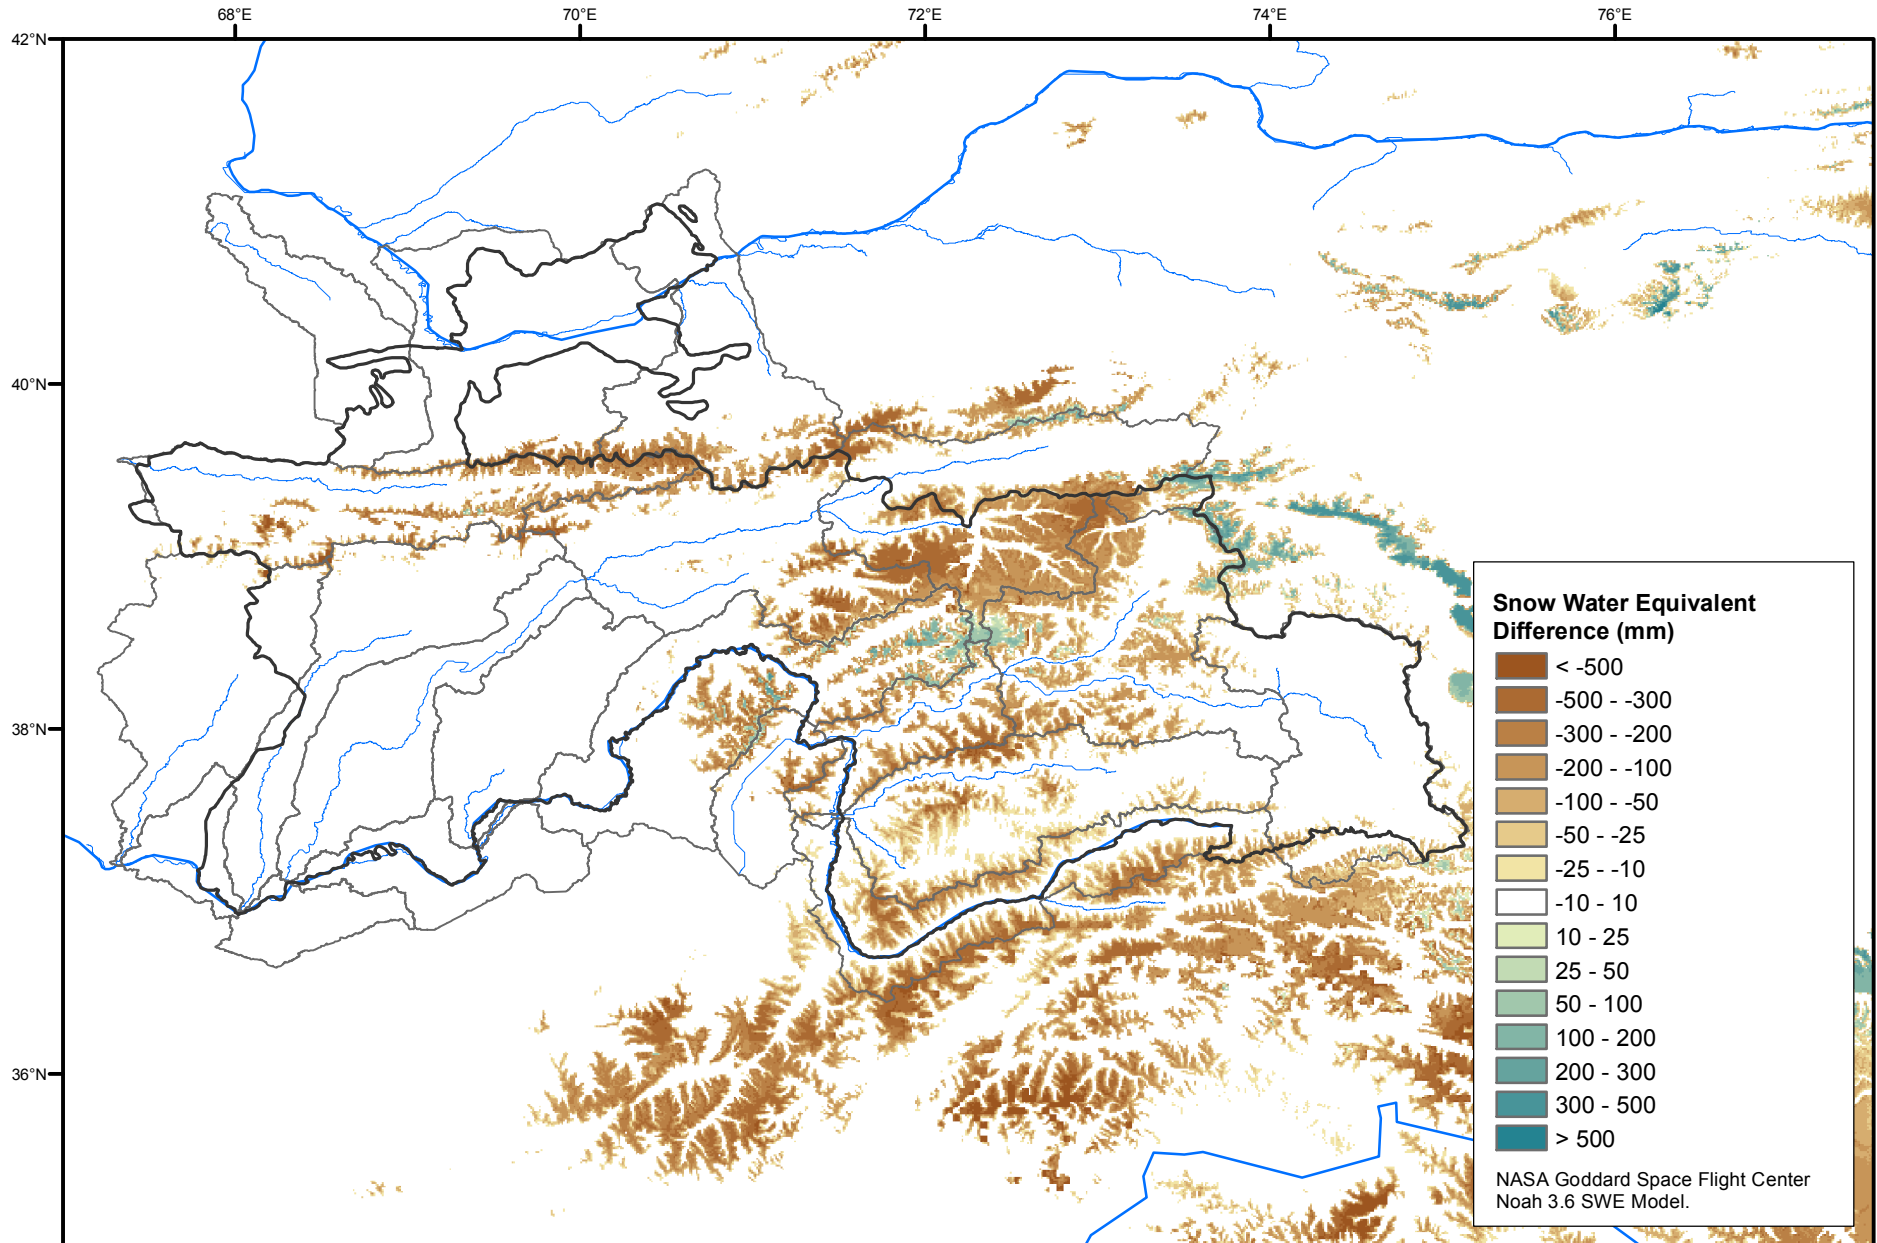 68°E
70°E
72°E
74°E
76°E
42°N
40°N
38°N
36°N
Snow Water Equivalent
Difference (mm)
< -500
-500 - -300
-300 - -200
-200 - -100
-100 - -50
-50 - -25
-25 - -10
-10 - 10
10 - 25
25 - 50
50 - 100
100 - 200
200 - 300
300 - 500
> 500
NASA Goddard Space Flight Center
Noah 3.6 SWE Model.